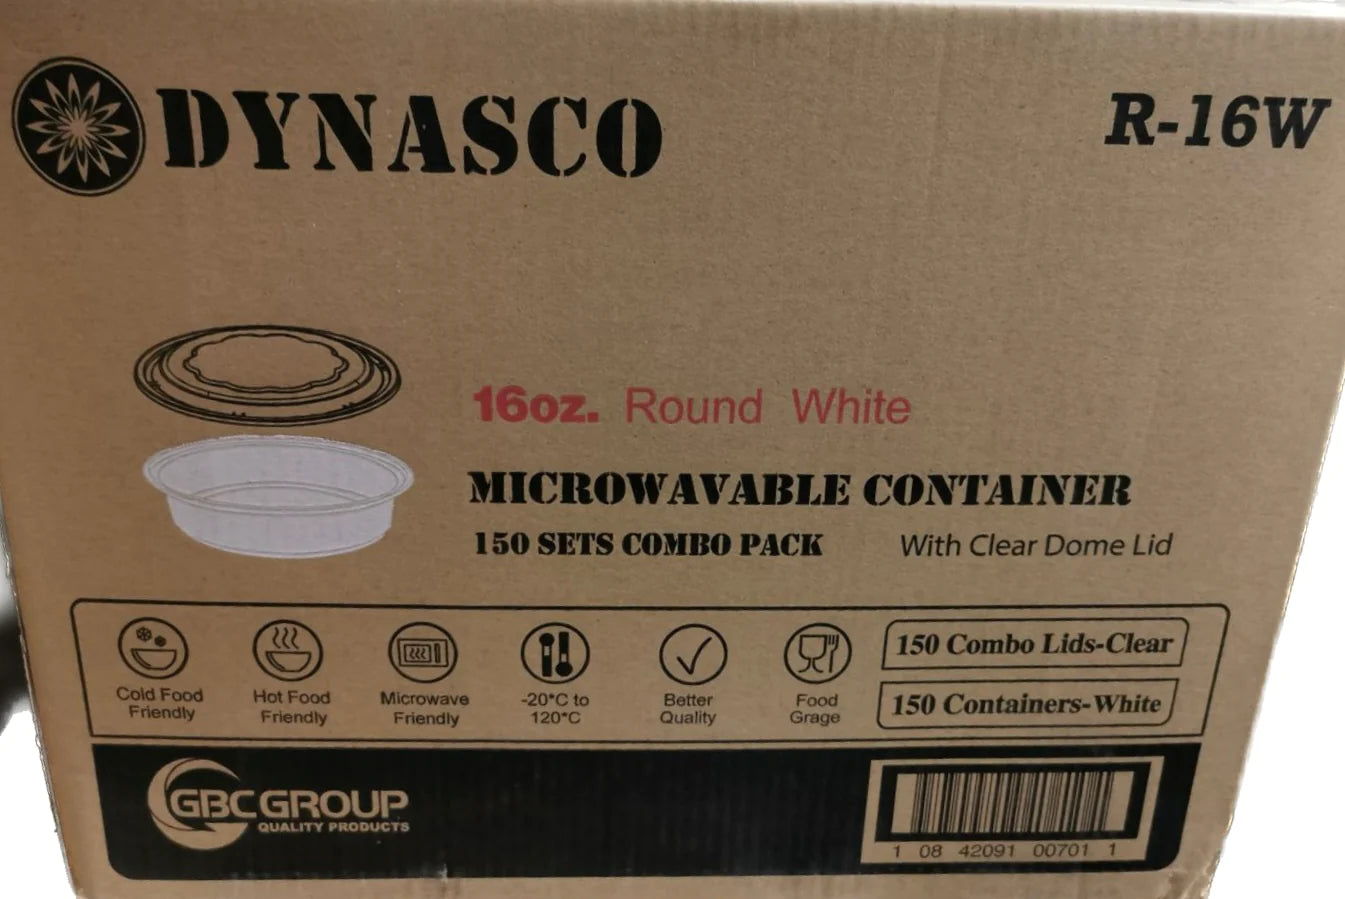 DYNASCO
R-16W
16oz. Round White
MICROWAVABLE CONTAINER
150 SETS COMBO PACK With Clear Dome Lid
Cold Food
Friendly
Hot Food
Friendly
Microwave
Friendly
-20°C to
120°C
Better
Quality
Food
Grage
150 Combo Lids-Clear
150 Containers-White
GBC GROUP
QUALITY PRODUCTS
1 08 42091 00701 1